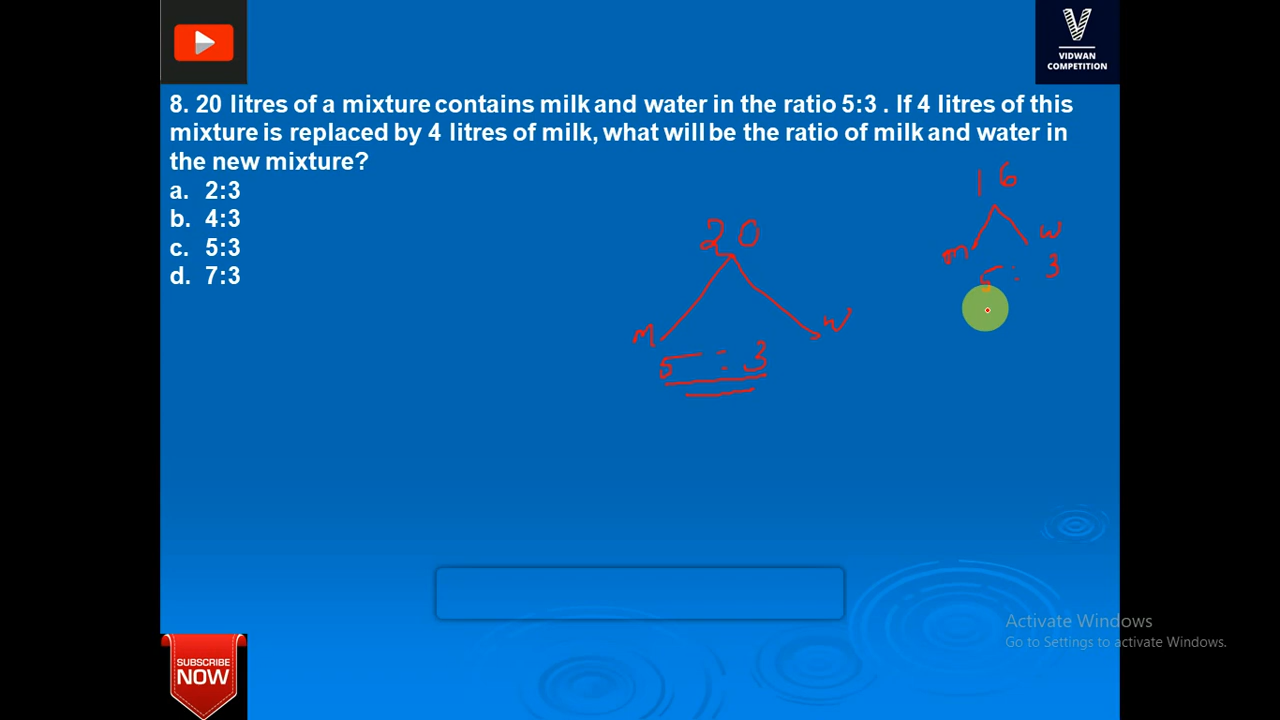 VIDWAN
COMPETITION
8. 20 litres of a mixture contains milk and water in the ratio 5:3 . If 4 litres of this
mixture is replaced by 4 litres of milk, what will be the ratio of milk and water in
the new mixture?
a. 2:3
b. 4:3
c. 5:3
d. 7:3
16
m w
5 : 3
20
M W
5 : 3
Activate Windows
Go to Settings to activate Windows.
SUBSCRIBE
NOW